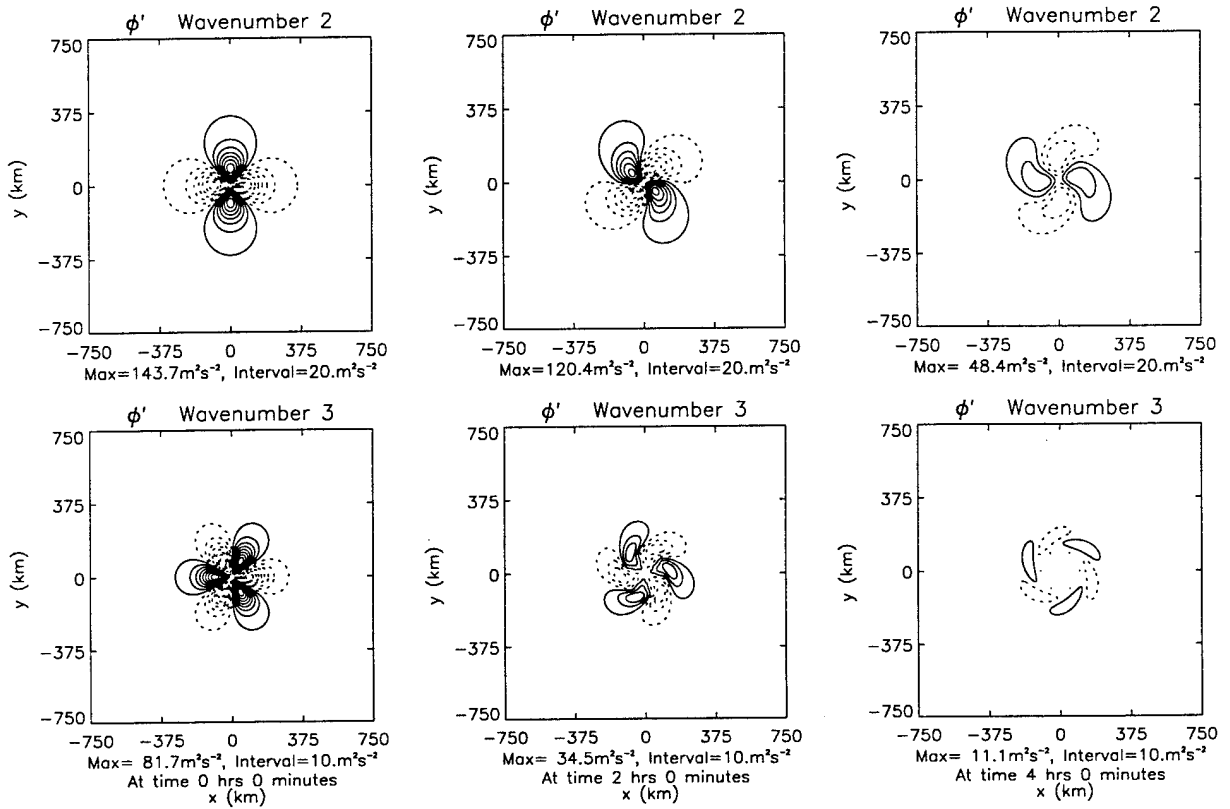 φ' Wavenumber 2
750
375
0
−375
−750
y (km)
−750 −375 0 375 750
Max=143.7m²s⁻², Interval=20.m²s⁻²
φ' Wavenumber 2
750
375
0
−375
−750
y (km)
−750 −375 0 375 750
Max=120.4m²s⁻², Interval=20.m²s⁻²
φ' Wavenumber 2
750
375
0
−375
−750
y (km)
−750 −375 0 375 750
Max= 48.4m²s⁻², Interval=20.m²s⁻²
φ' Wavenumber 3
750
375
0
−375
−750
y (km)
−750 −375 0 375 750
Max= 81.7m²s⁻², Interval=10.m²s⁻²
At time 0 hrs 0 minutes
x (km)
φ' Wavenumber 3
750
375
0
−375
−750
y (km)
−750 −375 0 375 750
Max= 34.5m²s⁻², Interval=10.m²s⁻²
At time 2 hrs 0 minutes
x (km)
φ' Wavenumber 3
750
375
0
−375
−750
y (km)
−750 −375 0 375 750
Max= 11.1m²s⁻², Interval=10.m²s⁻²
At time 4 hrs 0 minutes
x (km)